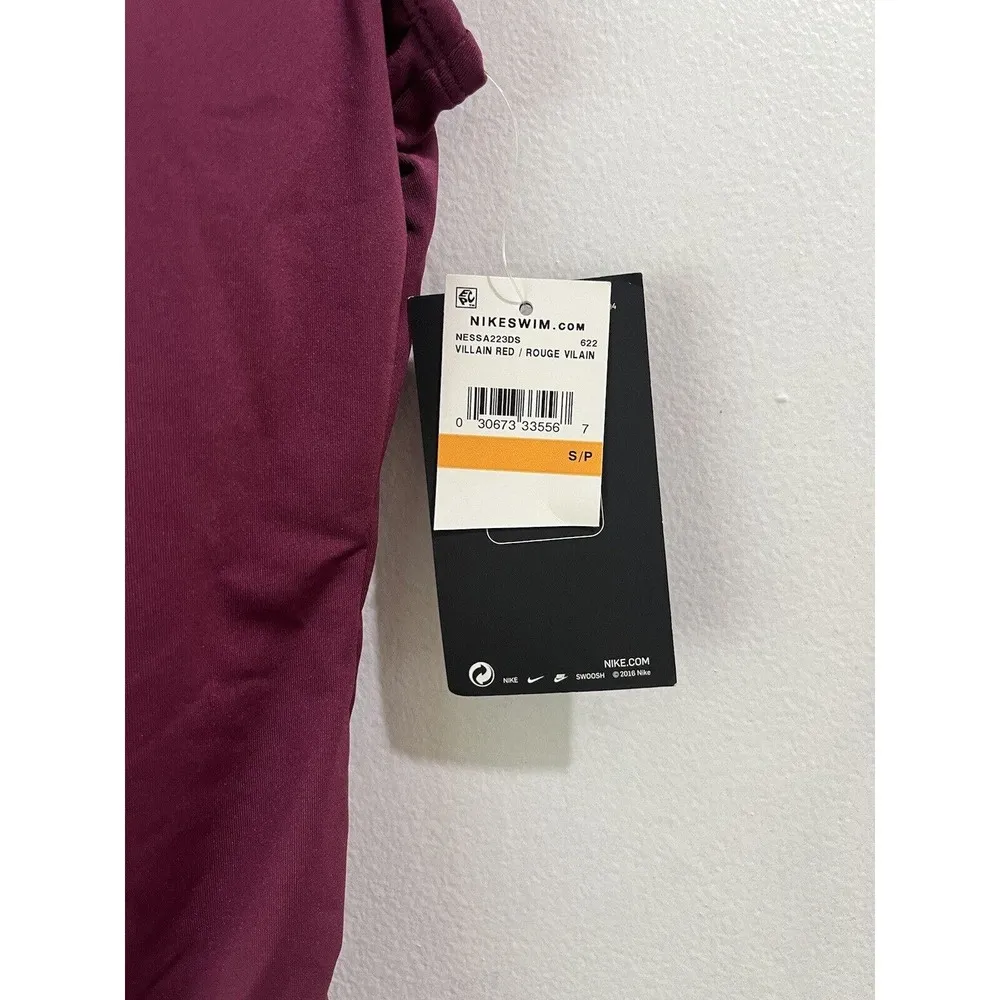 NIKESWIM.COM
NESSA223DS 622
VILLAIN RED / ROUGE VILAIN
0 30673 33556 7
S/P
NIKE.COM
NIKE SWOOSH © 2016 Nike